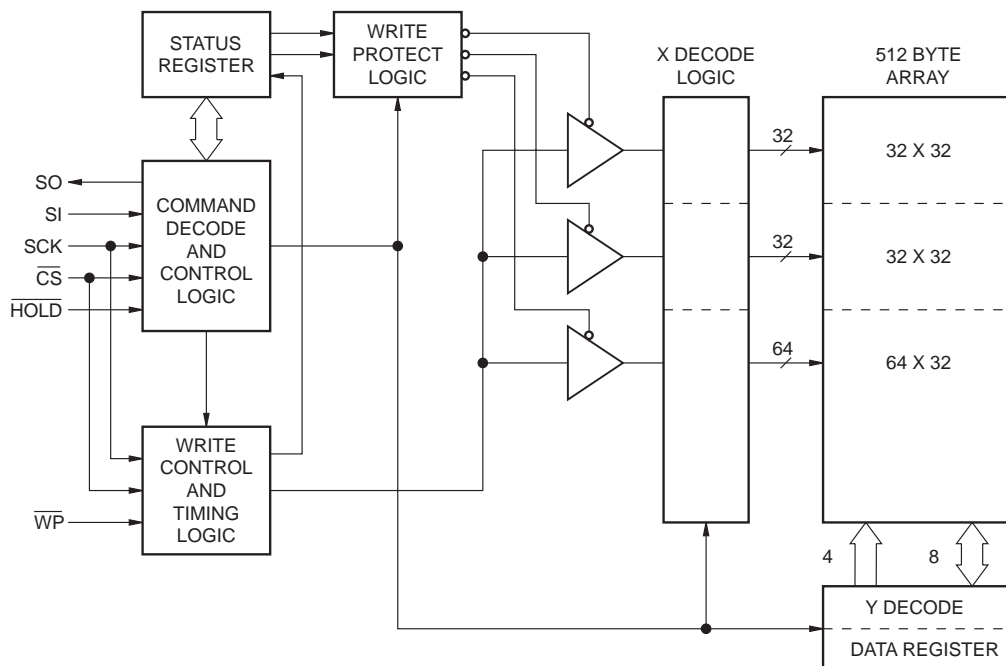 STATUS
REGISTER
WRITE
PROTECT
LOGIC
X DECODE
LOGIC
512 BYTE
ARRAY
SO
SI
SCK
CS
HOLD
COMMAND
DECODE
AND
CONTROL
LOGIC
32
32 X 32
32
32 X 32
64
64 X 32
WP
WRITE
CONTROL
AND
TIMING
LOGIC
4
8
Y DECODE
DATA REGISTER